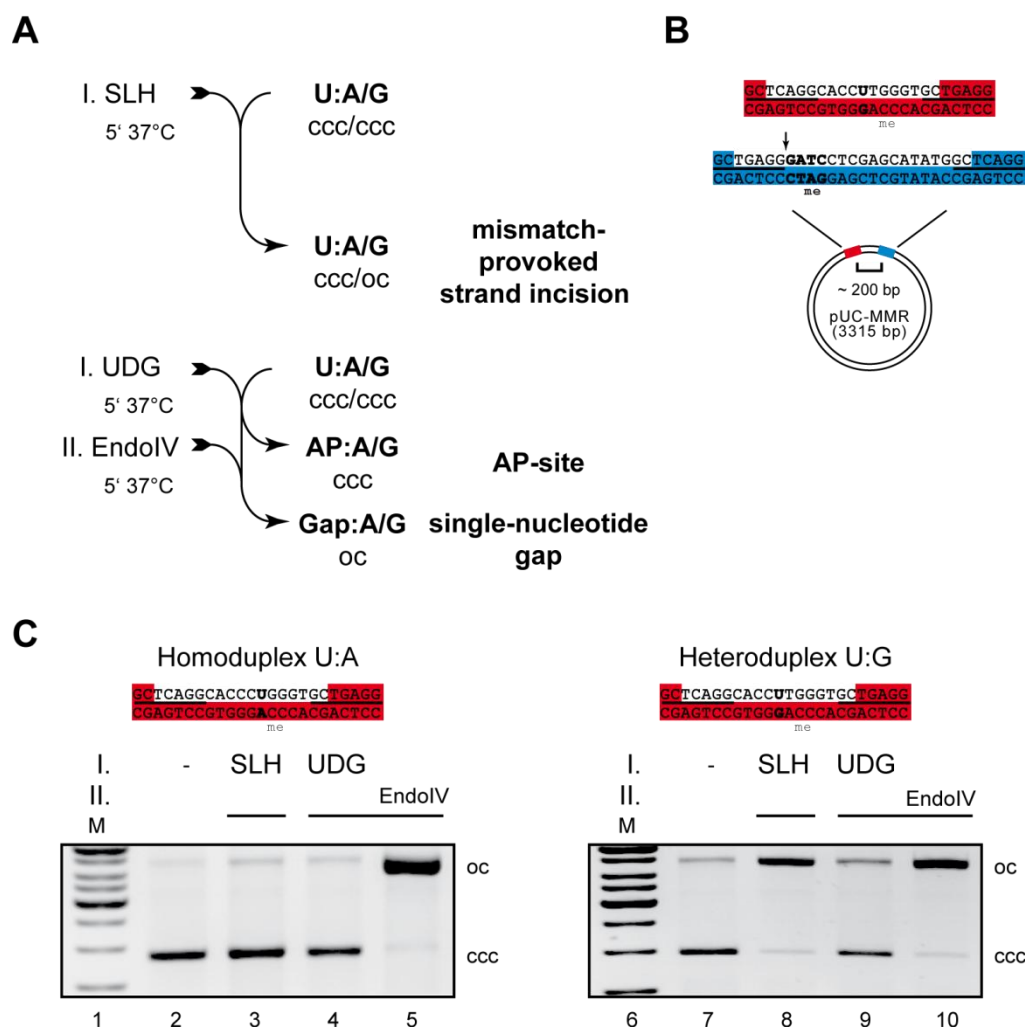 A
I. SLH
5‘ 37°C
U:A/G
ccc/ccc
U:A/G
ccc/oc
mismatch-
provoked
strand incision
I. UDG
5‘ 37°C
II. EndoIV
5‘ 37°C
U:A/G
ccc/ccc
AP:A/G
ccc
AP-site
Gap:A/G
oc
single-nucleotide
gap
B
GCTCAGGCACCUTGGGTGCTGAGG
CGAGTCCGTGGGACCCACGACTCC
me
GCTGAGGGATCCTCGAGCATATGGCTCAGG
CGACTCCCTAGGAGCTCGTATACCGAGTCC
me
~ 200 bp
pUC-MMR
(3315 bp)
C
Homoduplex U:A
GCTCAGGCACCCUGGGTGCTGAGG
CGAGTCCGTGGGACCCACGACTCC
me
I. - SLH UDG
II. EndoIV
M
oc
ccc
1 2 3 4 5
Heteroduplex U:G
GCTCAGGCACCUTGGGTGCTGAGG
CGAGTCCGTGGGACCCACGACTCC
me
I. - SLH UDG
II. EndoIV
M
oc
ccc
6 7 8 9 10